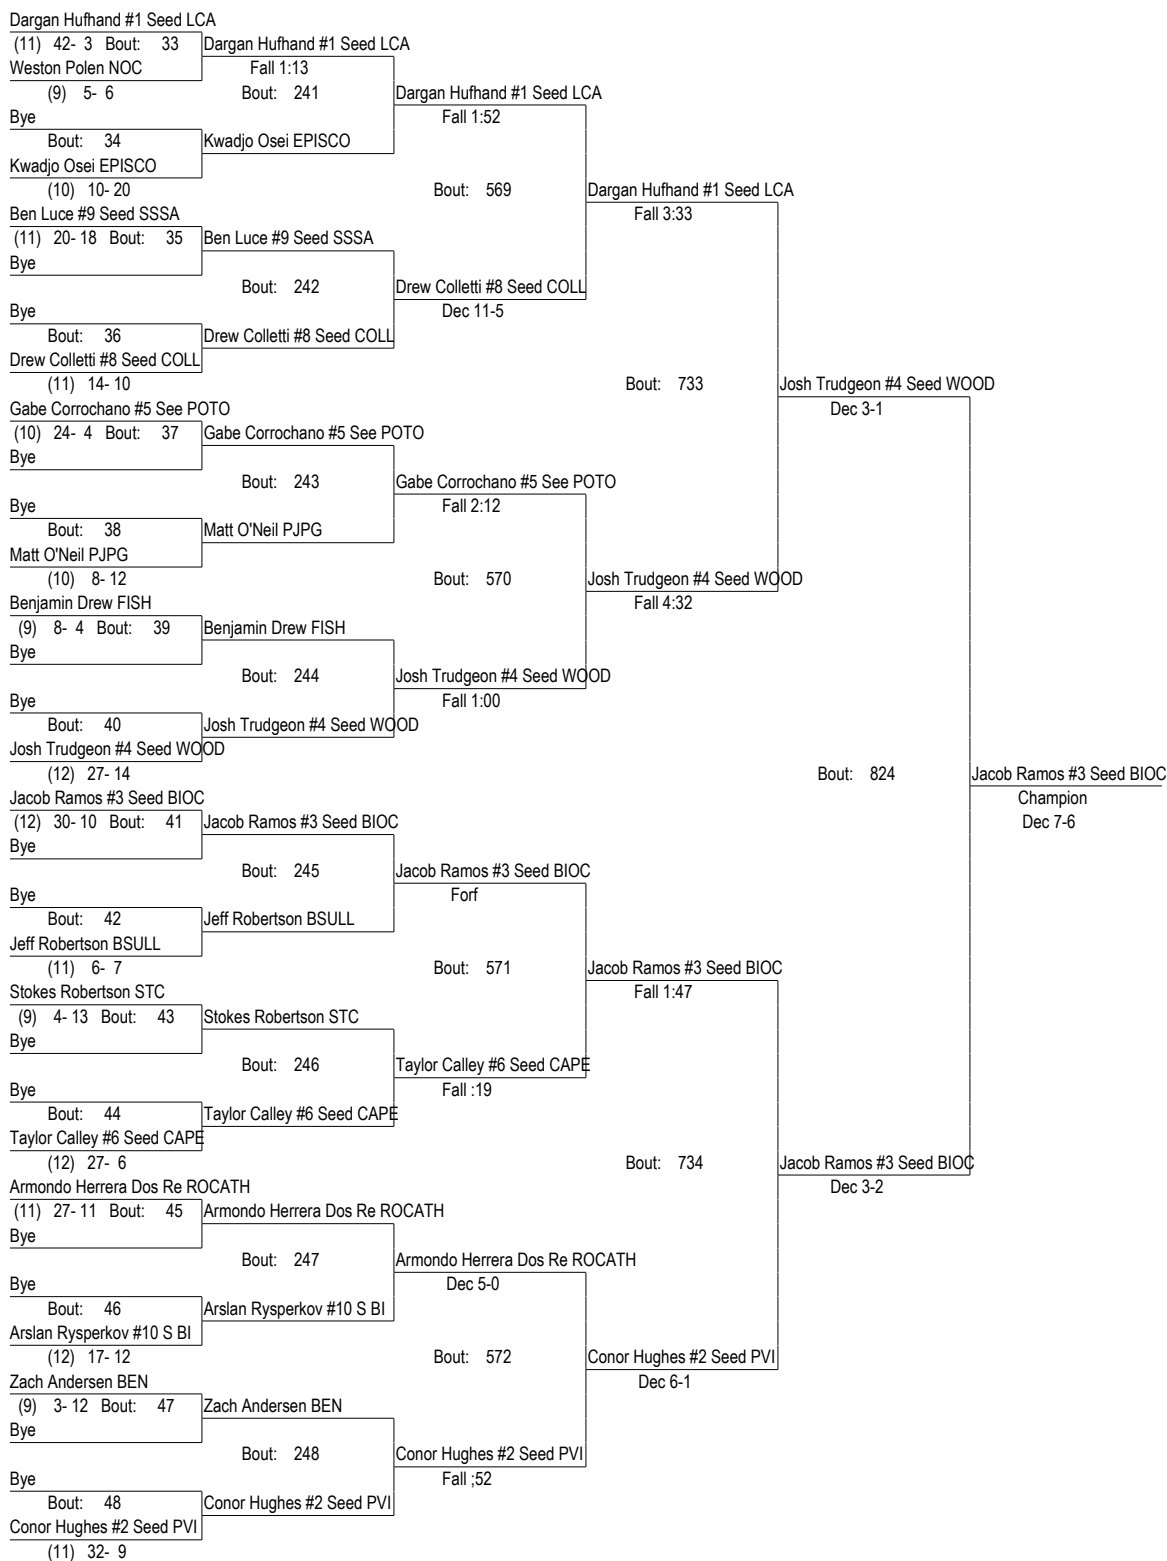 Dargan Hufhand #1 Seed LCA
(11) 42- 3 Bout: 33 Dargan Hufhand #1 Seed LCA
Weston Polen NOC Fall 1:13
(9) 5- 6 Bout: 241 Dargan Hufhand #1 Seed LCA
Bye Fall 1:52
Bout: 34 Kwadjo Osei EPISCO
Kwadjo Osei EPISCO
(10) 10- 20 Bout: 569 Dargan Hufhand #1 Seed LCA
Ben Luce #9 Seed SSSA Fall 3:33
(11) 20- 18 Bout: 35 Ben Luce #9 Seed SSSA
Bye
Bout: 242 Drew Colletti #8 Seed COLL
Bye Dec 11-5
Bout: 36 Drew Colletti #8 Seed COLL
Drew Colletti #8 Seed COLL
(11) 14- 10 Bout: 733 Josh Trudgeon #4 Seed WOOD
Gabe Corrochano #5 See POTO Dec 3-1
(10) 24- 4 Bout: 37 Gabe Corrochano #5 See POTO
Bye
Bout: 243 Gabe Corrochano #5 See POTO
Bye Fall 2:12
Bout: 38 Matt O'Neil PJPG
Matt O'Neil PJPG
(10) 8- 12 Bout: 570 Josh Trudgeon #4 Seed WOOD
Benjamin Drew FISH Fall 4:32
(9) 8- 4 Bout: 39 Benjamin Drew FISH
Bye
Bout: 244 Josh Trudgeon #4 Seed WOOD
Bye Fall 1:00
Bout: 40 Josh Trudgeon #4 Seed WOOD
Josh Trudgeon #4 Seed WOOD
(12) 27- 14 Bout: 824 Jacob Ramos #3 Seed BIOC
Jacob Ramos #3 Seed BIOC Champion
(12) 30- 10 Bout: 41 Jacob Ramos #3 Seed BIOC Dec 7-6
Bye
Bout: 245 Jacob Ramos #3 Seed BIOC
Bye Forf
Bout: 42 Jeff Robertson BSULL
Jeff Robertson BSULL
(11) 6- 7 Bout: 571 Jacob Ramos #3 Seed BIOC
Stokes Robertson STC Fall 1:47
(9) 4- 13 Bout: 43 Stokes Robertson STC
Bye
Bout: 246 Taylor Calley #6 Seed CAPE
Bye Fall :19
Bout: 44 Taylor Calley #6 Seed CAPE
Taylor Calley #6 Seed CAPE
(12) 27- 6 Bout: 734 Jacob Ramos #3 Seed BIOC
Armondo Herrera Dos Re ROCATH Dec 3-2
(11) 27- 11 Bout: 45 Armondo Herrera Dos Re ROCATH
Bye
Bout: 247 Armondo Herrera Dos Re ROCATH
Bye Dec 5-0
Bout: 46 Arslan Rysperkov #10 S BI
Arslan Rysperkov #10 S BI
(12) 17- 12 Bout: 572 Conor Hughes #2 Seed PVI
Zach Andersen BEN Dec 6-1
(9) 3- 12 Bout: 47 Zach Andersen BEN
Bye
Bout: 248 Conor Hughes #2 Seed PVI
Bye Fall ;52
Bout: 48 Conor Hughes #2 Seed PVI
Conor Hughes #2 Seed PVI
(11) 32- 9